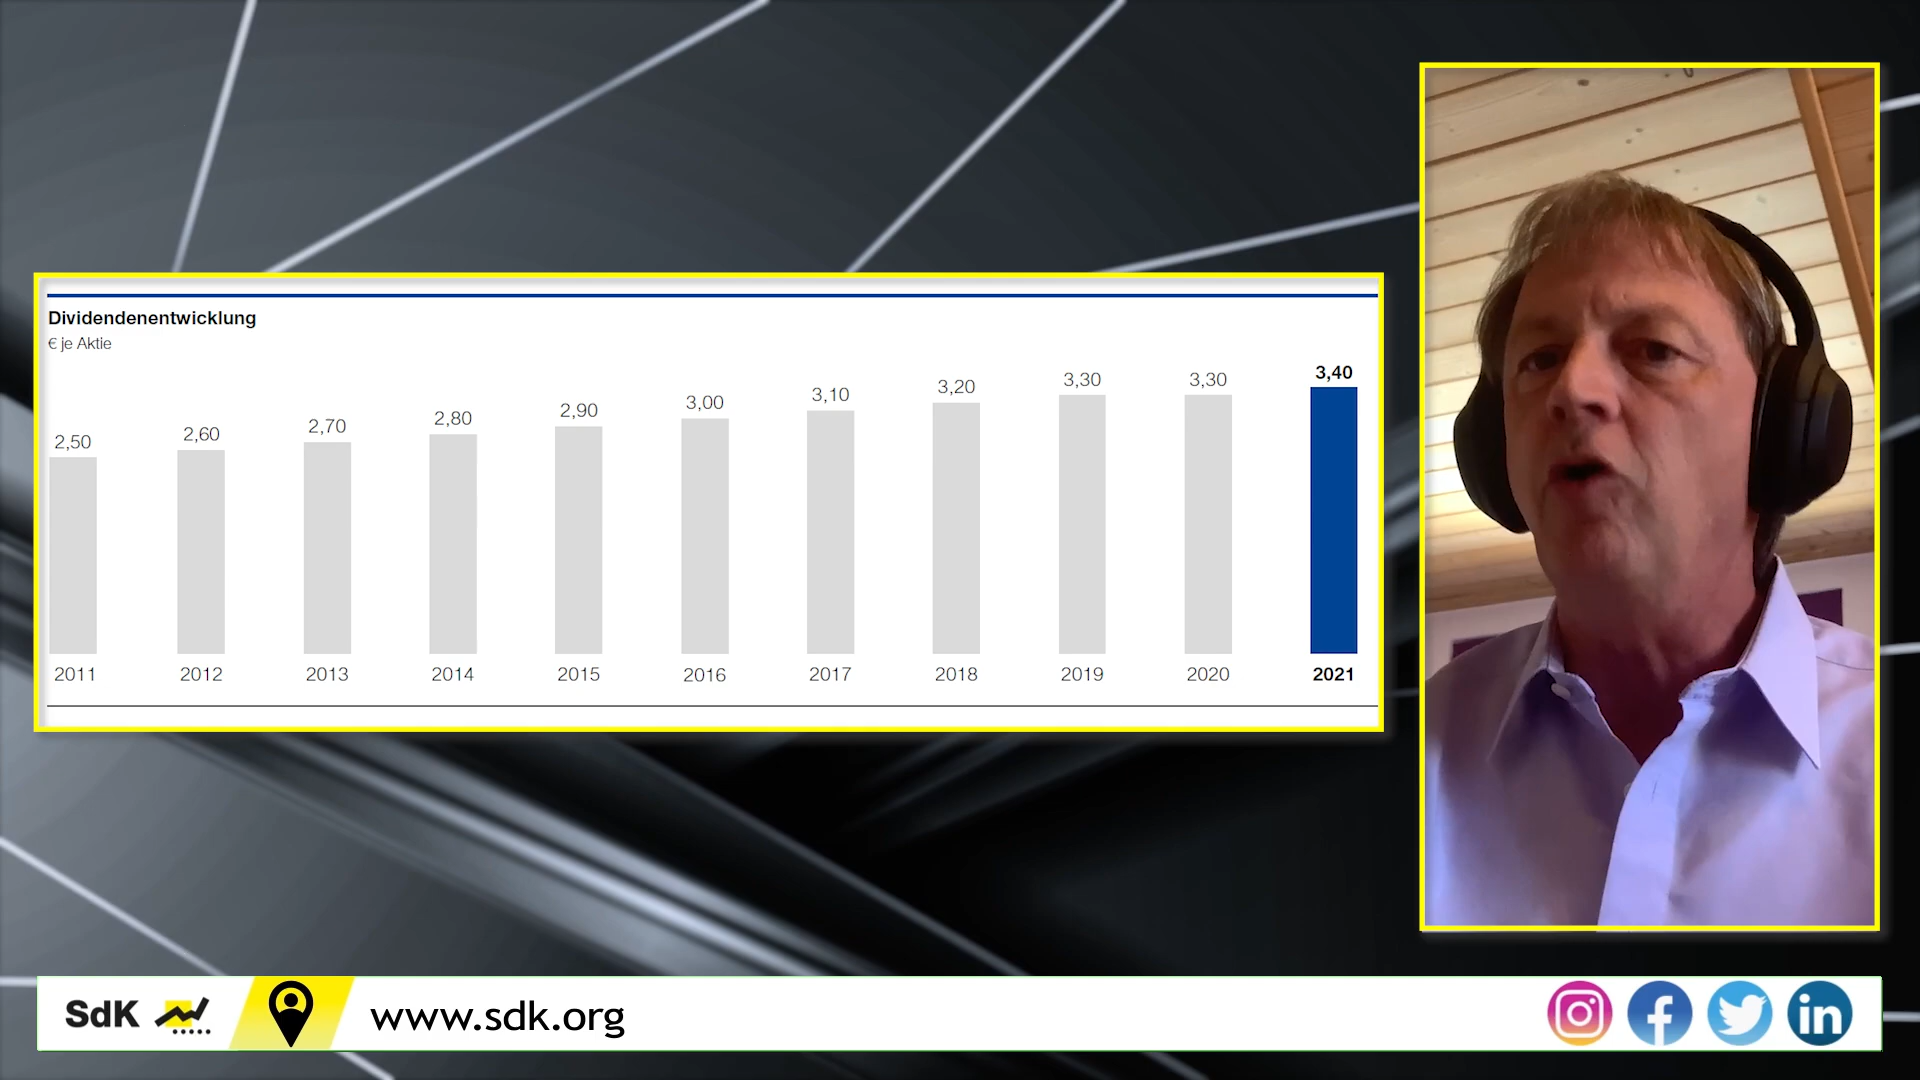 Dividendenentwicklung
€ je Aktie
2,50 2,60 2,70 2,80 2,90 3,00 3,10 3,20 3,30 3,30 3,40
2011 2012 2013 2014 2015 2016 2017 2018 2019 2020 2021
SdK www.sdk.org